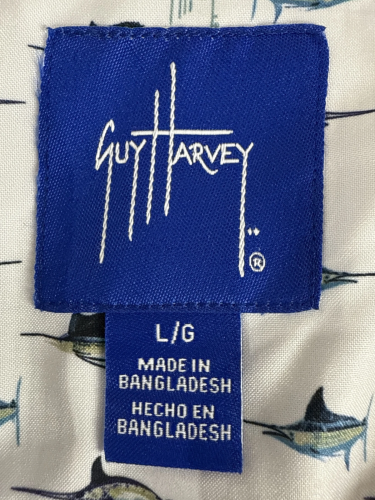 GUY HARVEY
®
L/G
MADE IN
BANGLADESH
HECHO EN
BANGLADESH